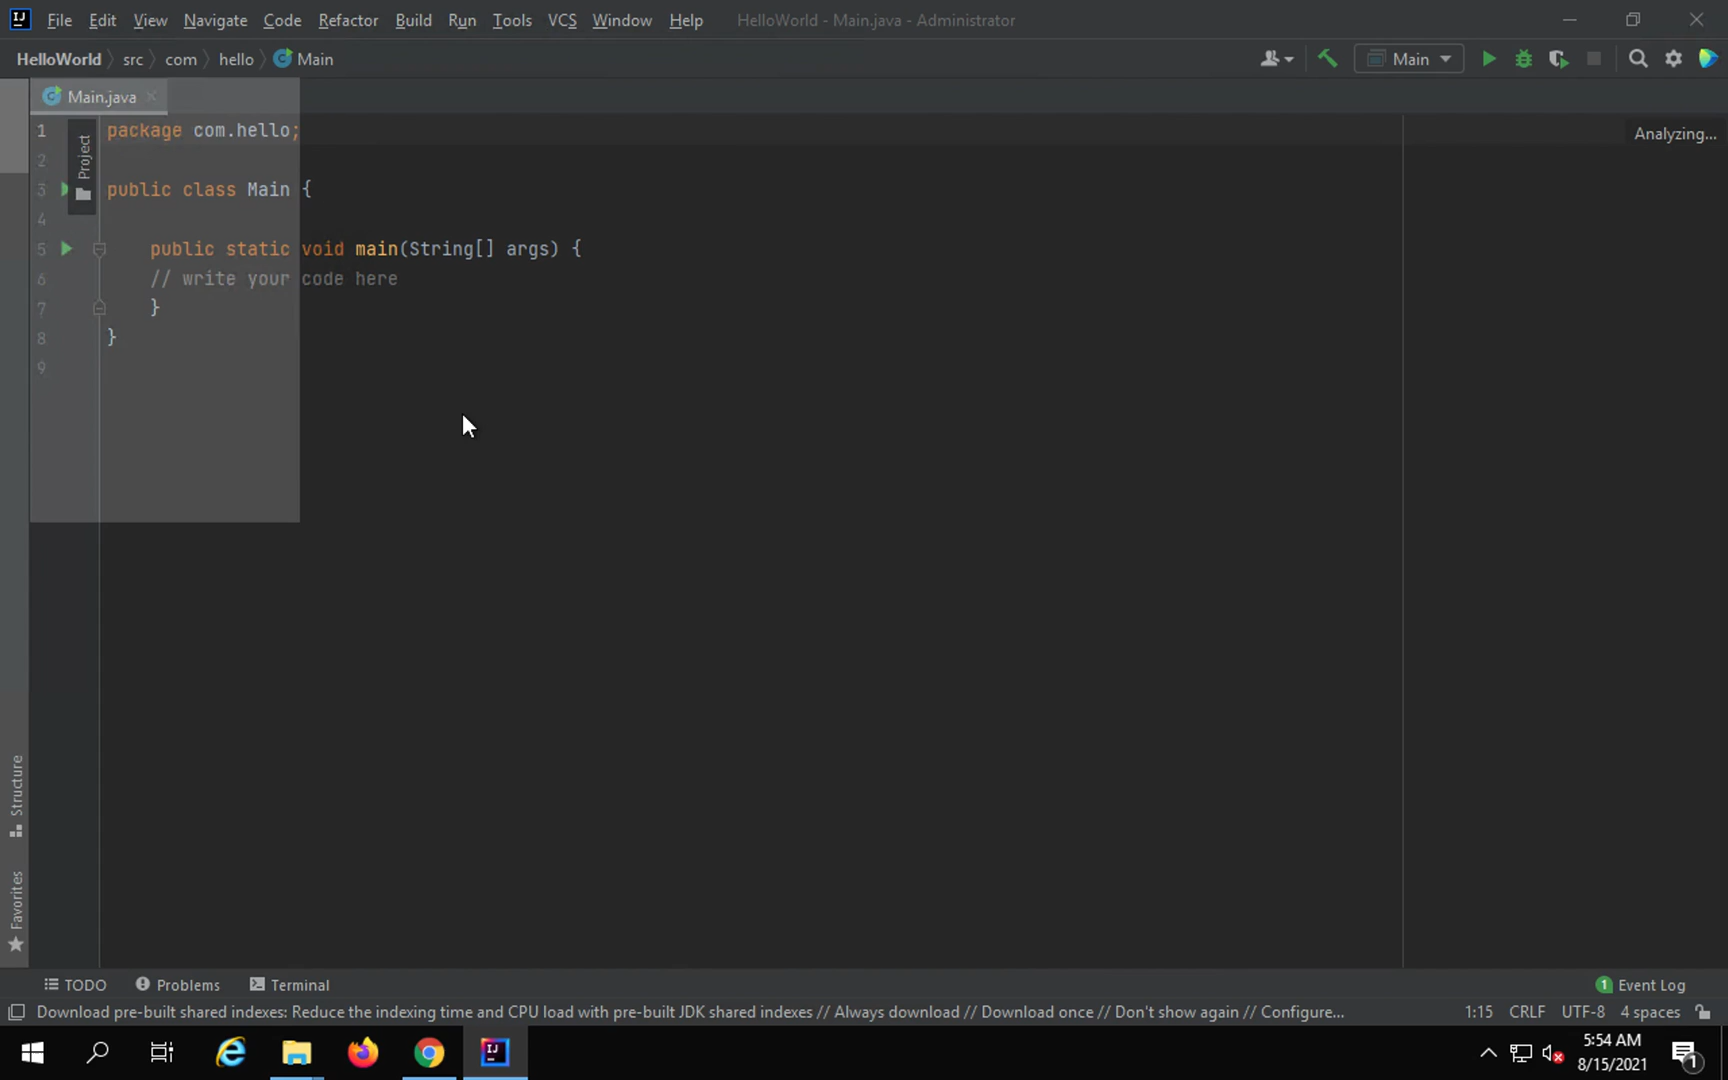 File Edit View Navigate Code Refactor Build Run Tools VCS Window Help HelloWorld - Main.java - Administrator
HelloWorld src com hello Main Main
Main.java
Analyzing...
Project
1 package com.hello;
2
3 public class Main {
4
5 public static void main(String[] args) {
6 // write your code here
7 }
8 }
9
Structure
Favorites
TODO Problems Terminal 1 Event Log
Download pre-built shared indexes: Reduce the indexing time and CPU load with pre-built JDK shared indexes // Always download // Download once // Don't show again // Configure... 1:15 CRLF UTF-8 4 spaces
5:54 AM
8/15/2021
1